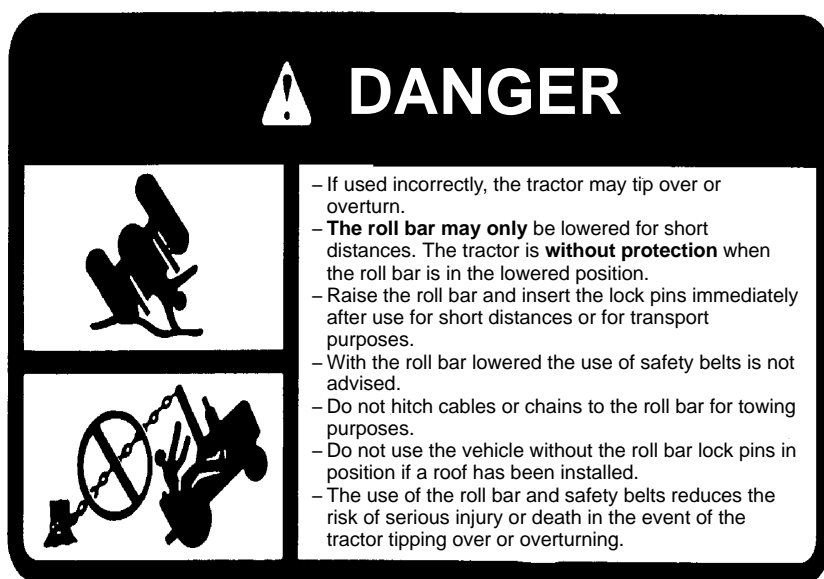 DANGER
– If used incorrectly, the tractor may tip over or
overturn.
– The roll bar may only be lowered for short
distances. The tractor is without protection when
the roll bar is in the lowered position.
– Raise the roll bar and insert the lock pins immediately
after use for short distances or for transport
purposes.
– With the roll bar lowered the use of safety belts is not
advised.
– Do not hitch cables or chains to the roll bar for towing
purposes.
– Do not use the vehicle without the roll bar lock pins in
position if a roof has been installed.
– The use of the roll bar and safety belts reduces the
risk of serious injury or death in the event of the
tractor tipping over or overturning.